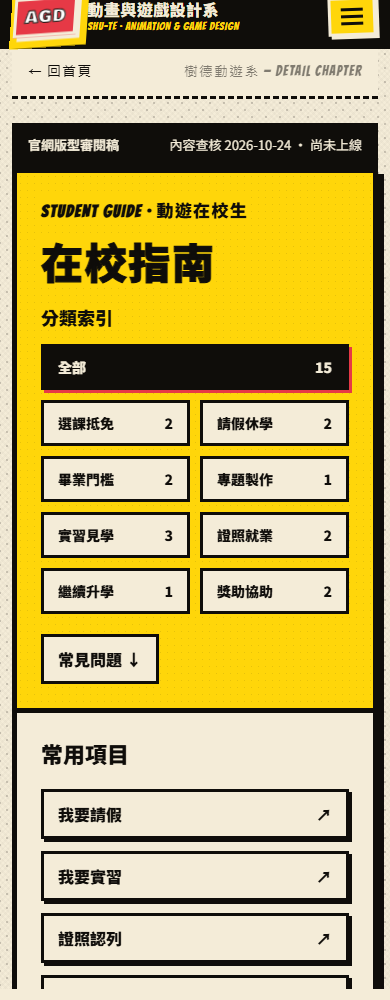 AGD
動畫與遊戲設計系
SHU-TE · ANIMATION & GAME DESIGN
← 回首頁
樹德動遊系 — DETAIL CHAPTER
官網版型審閱稿
內容查核 2026-10-24 · 尚未上線
STUDENT GUIDE · 動遊在校生
在校指南
分類索引
全部 15
選課抵免 2
請假休學 2
畢業門檻 2
專題製作 1
實習見學 3
證照就業 2
繼續升學 1
獎助協助 2
常見問題 ↓
常用項目
我要請假 ↗
我要實習 ↗
證照認列 ↗